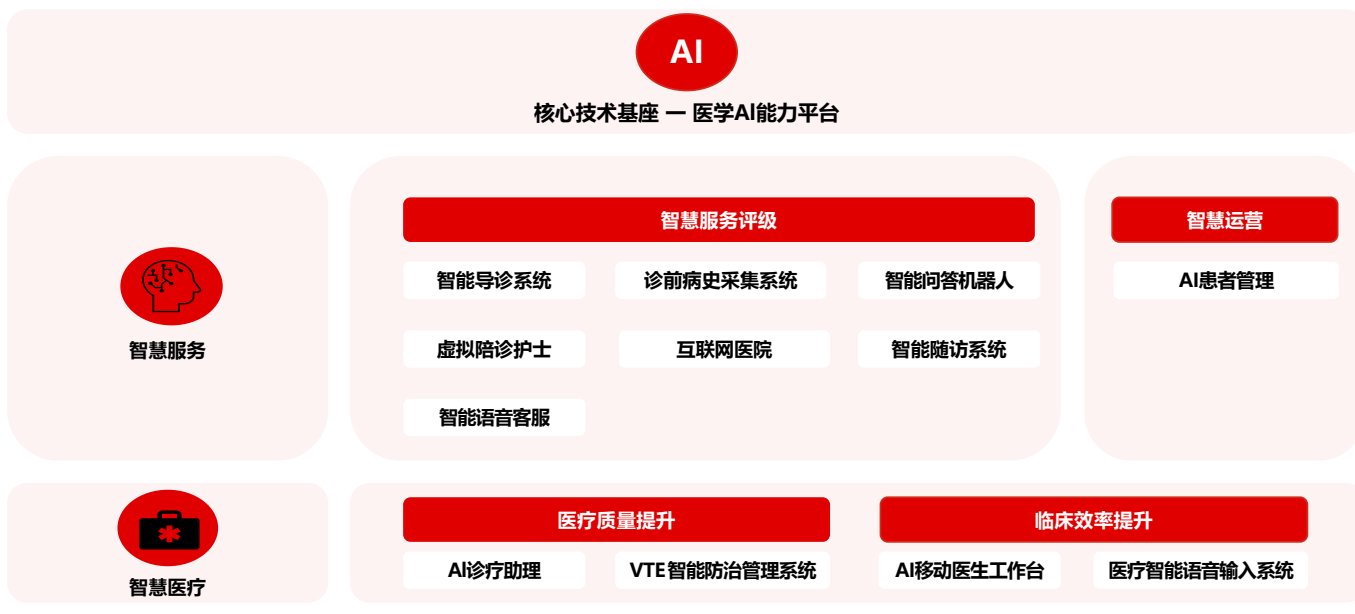 AI
核心技术基座 — 医学AI能力平台
智慧服务
智慧服务评级
智能导诊系统
诊前病史采集系统
智能问答机器人
虚拟陪诊护士
互联网医院
智能随访系统
智能语音客服
智慧运营
AI患者管理
智慧医疗
医疗质量提升
AI诊疗助理
VTE智能防治管理系统
临床效率提升
AI移动医生工作台
医疗智能语音输入系统